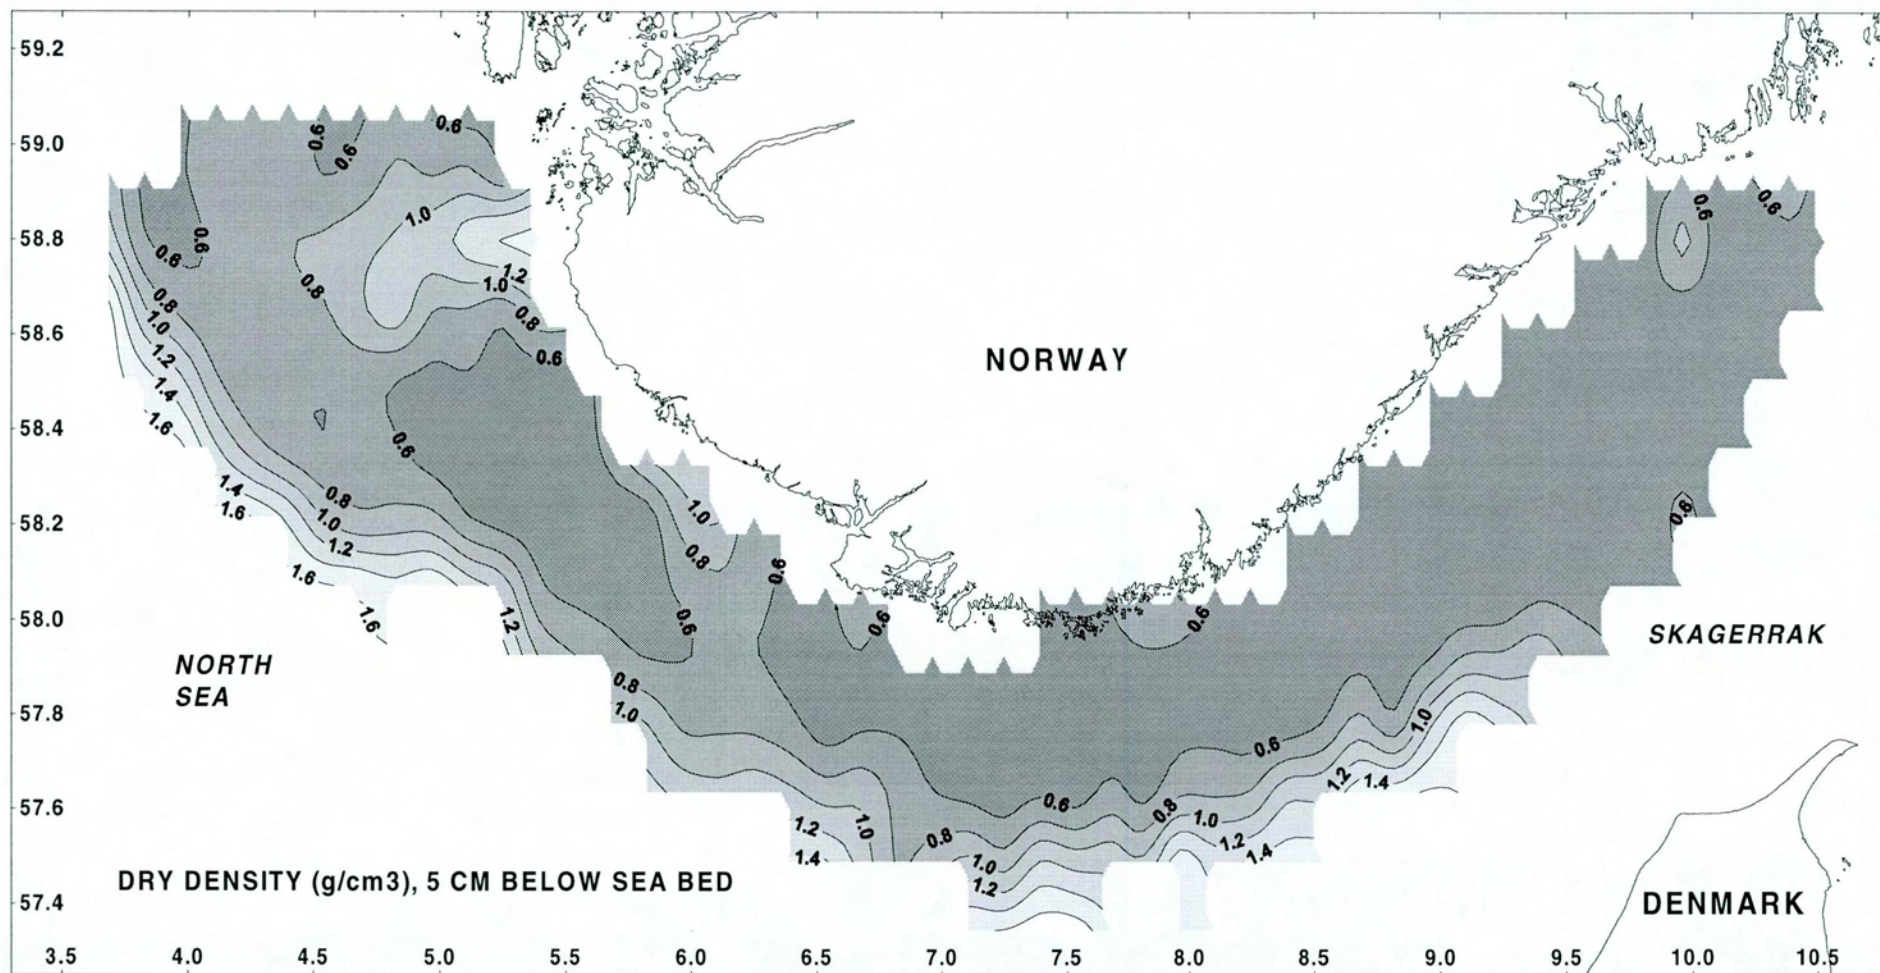 59.2
59.0
58.8
58.6
58.4
58.2
58.0
57.8
57.6
57.4
0.6 0.6 0.6
1.0
0.6 0.6
0.6 0.6
1.2
0.8 1.0
0.8
1.0 0.8
1.2 0.6
NORWAY
1.4
1.6
0.6
1.4 0.8
1.6 1.0 1.0
0.6
1.2 0.8
1.6 0.6
1.6 1.2 0.6 0.6 0.6
SKAGERRAK
NORTH
SEA
0.8
1.0 1.0
0.6
1.2 1.4
0.6 0.8
1.2 1.0 0.8 1.0
1.2
1.4 1.0 1.4
1.2
DRY DENSITY (g/cm3), 5 CM BELOW SEA BED
DENMARK
3.5 4.0 4.5 5.0 5.5 6.0 6.5 7.0 7.5 8.0 8.5 9.0 9.5 10.0 10.5